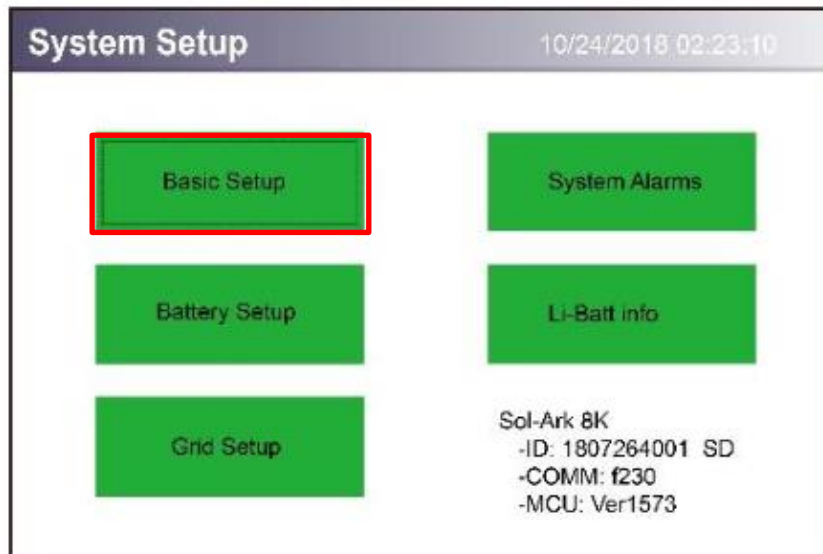 System Setup
10/24/2018 02:23:10
Basic Setup
System Alarms
Battery Setup
Li-Batt info
Grid Setup
Sol-Ark 8K
-ID: 1807264001 SD
-COMM: f230
-MCU: Ver1573